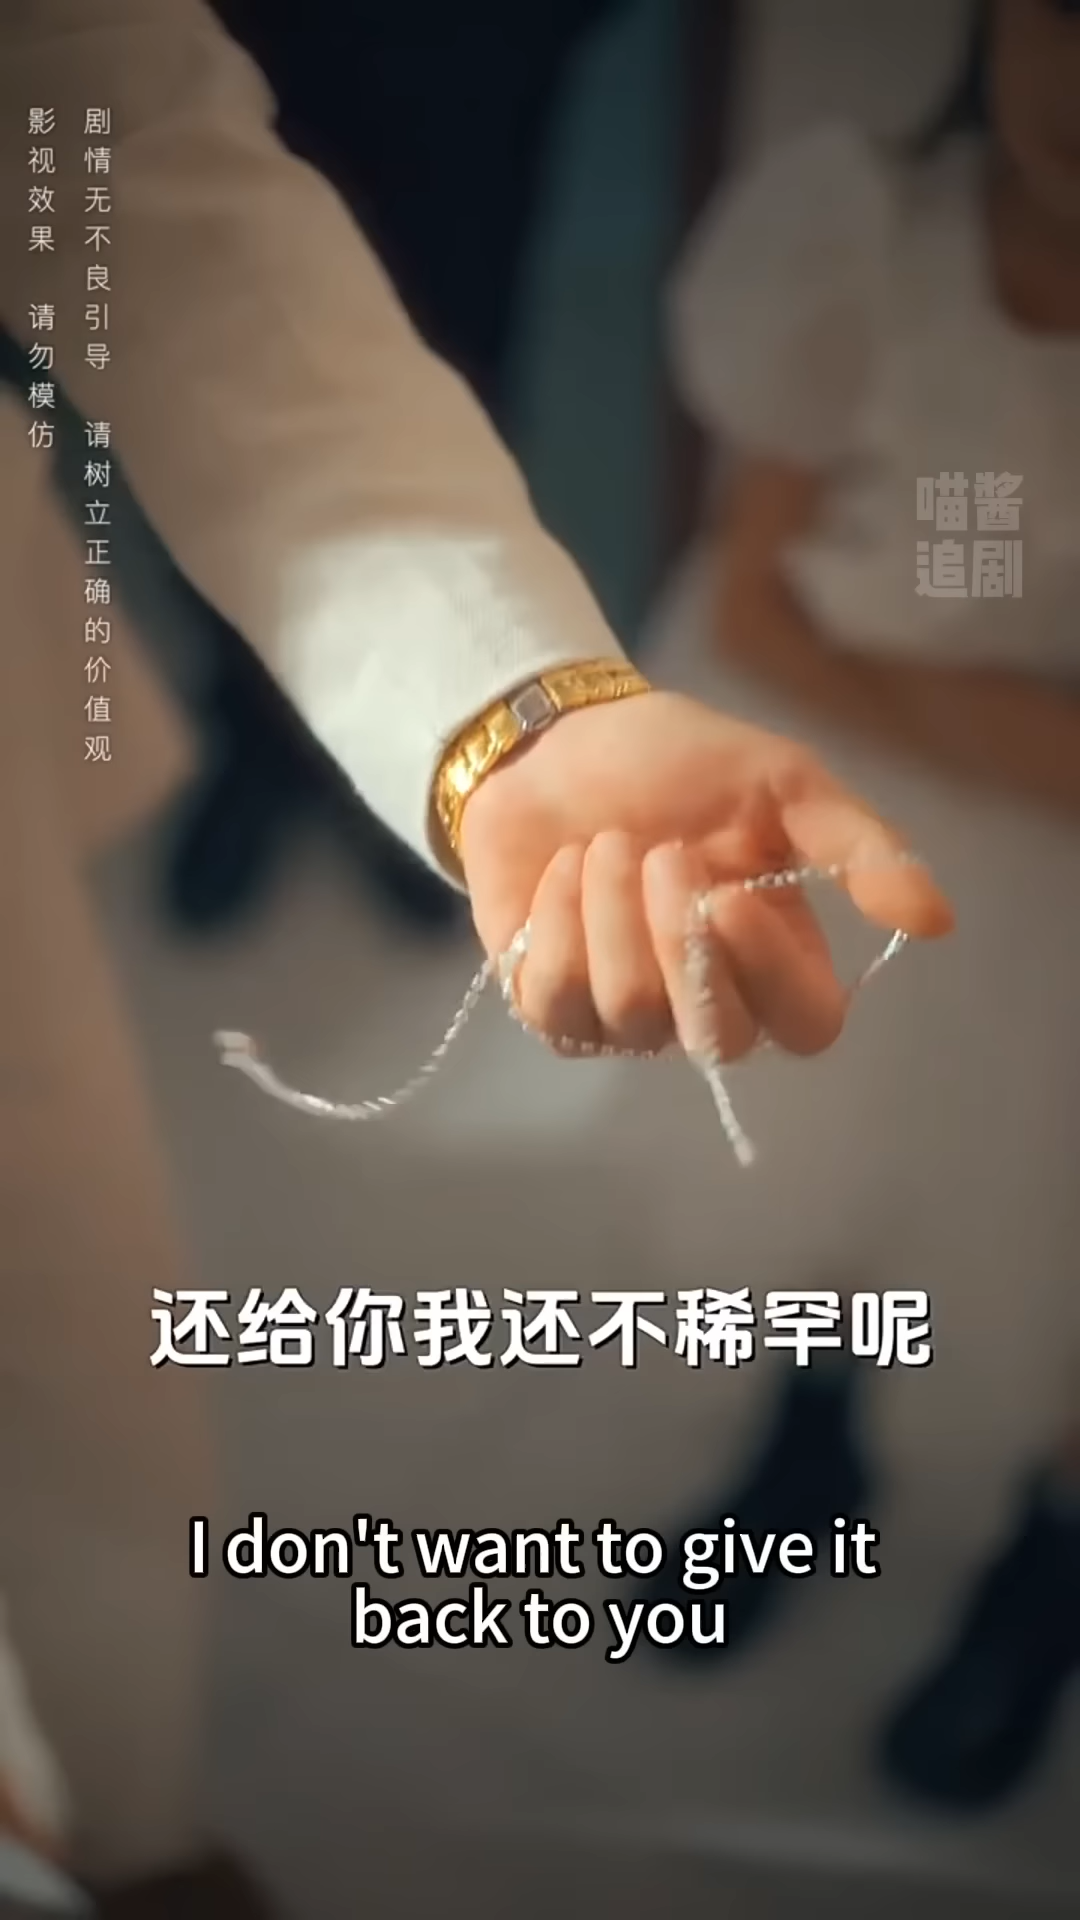 剧情无不良引导 请树立正确的价值观
影视效果 请勿模仿
喵酱
追剧
还给你我还不稀罕呢
I don't want to give it
back to you